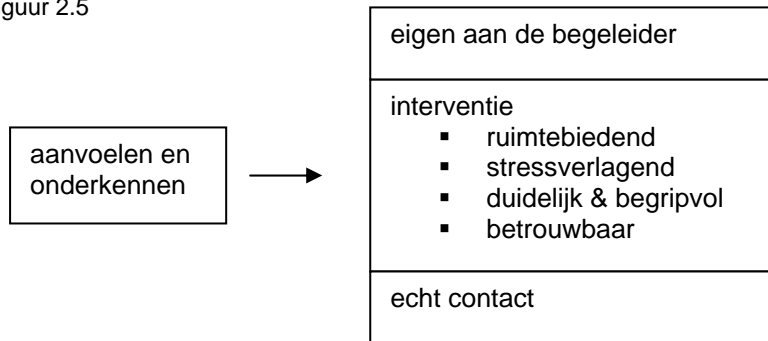 guur 2.5
eigen aan de begeleider
aanvoelen en
onderkennen
interventie
▪ ruimtebiedend
▪ stressverlagend
▪ duidelijk & begripvol
▪ betrouwbaar
echt contact